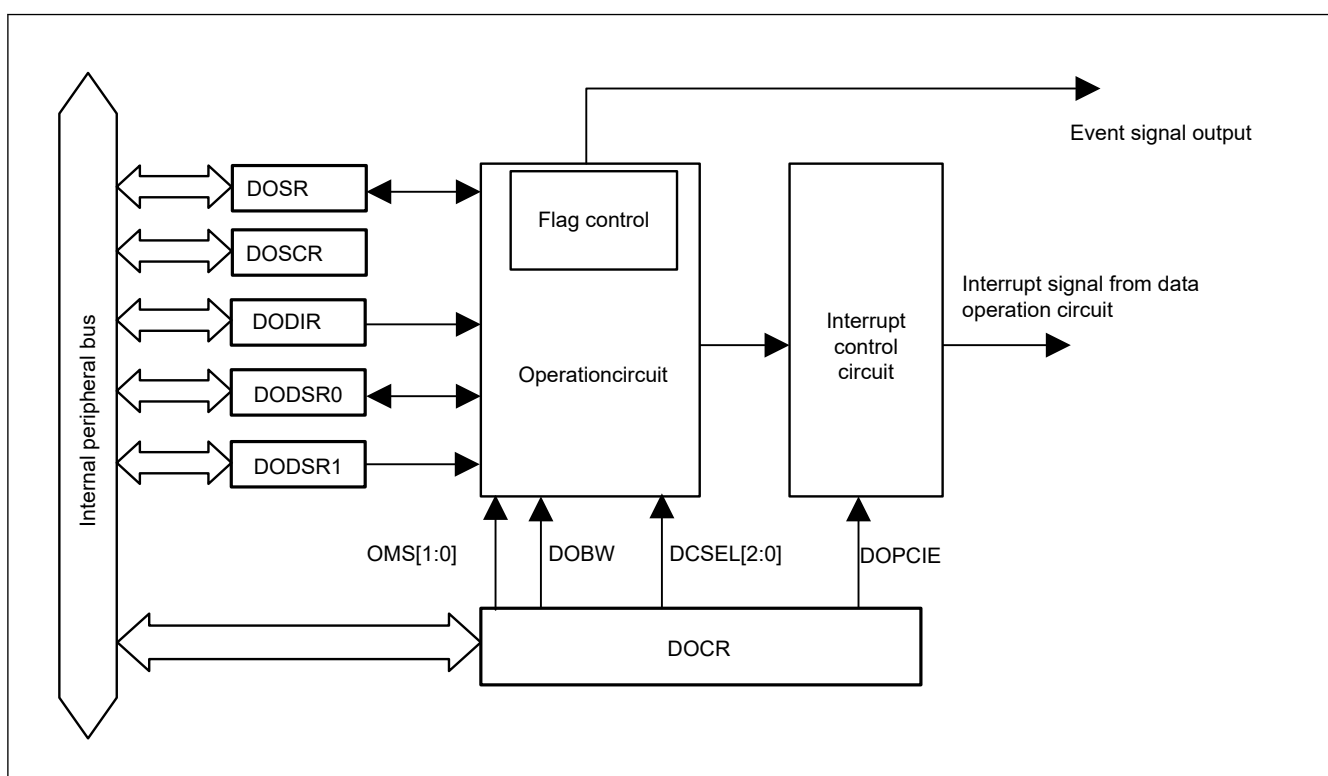 Event signal output
DOSR
Flag control
DOSCR
Interrupt signal from data
operation circuit
DODIR
Interrupt
control
circuit
Operationcircuit
DODSR0
DODSR1
Internal peripheral bus
OMS[1:0]
DOBW
DCSEL[2:0]
DOPCIE
DOCR